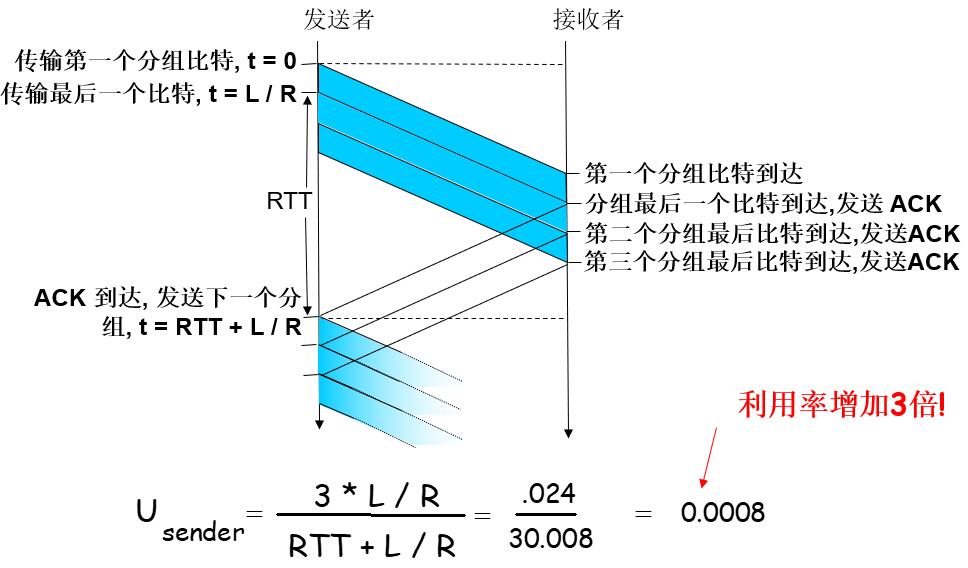 发送者
接收者
传输第一个分组比特, t = 0
传输最后一个比特, t = L / R
RTT
第一个分组比特到达
分组最后一个比特到达,发送 ACK
第二个分组最后比特到达,发送ACK
第三个分组最后比特到达,发送ACK
ACK 到达, 发送下一个分
组, t = RTT + L / R
利用率增加3倍!
U sender = 3 * L / R
RTT + L / R
= .024
30.008
= 0.0008